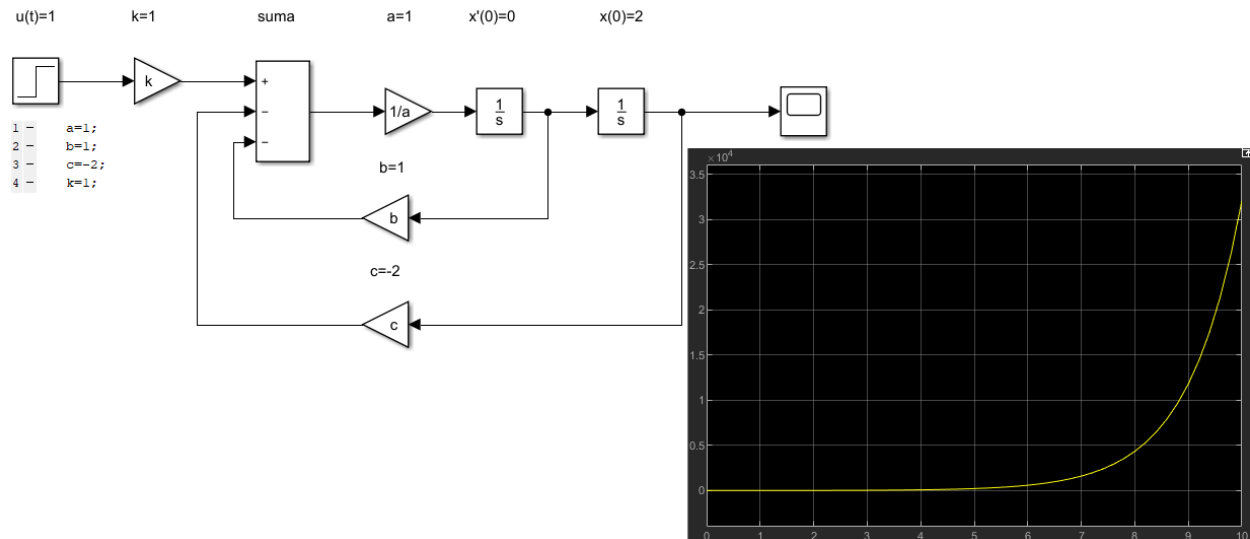 u(t)=1 k=1 suma a=1 x'(0)=0 x(0)=2
k
+
−
−
1/a
1
s
1
s
1 − a=1;
2 − b=1;
3 − c=-2;
4 − k=1;
b=1
b
c=-2
c
×10⁴
3.5
3
2.5
2
1.5
1
0.5
0
0 1 2 3 4 5 6 7 8 9 10